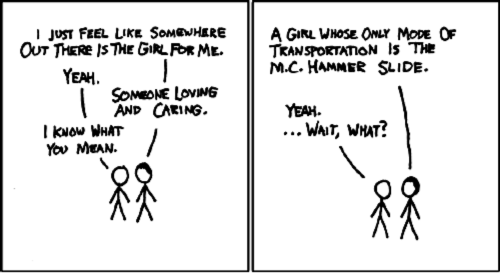 I JUST FEEL LIKE SOMEWHERE
OUT THERE IS THE GIRL FOR ME.
YEAH.
SOMEONE LOVING
AND CARING.
I KNOW WHAT
YOU MEAN.
A GIRL WHOSE ONLY MODE OF
TRANSPORTATION IS THE
M.C. HAMMER SLIDE.
YEAH.
... WAIT, WHAT?